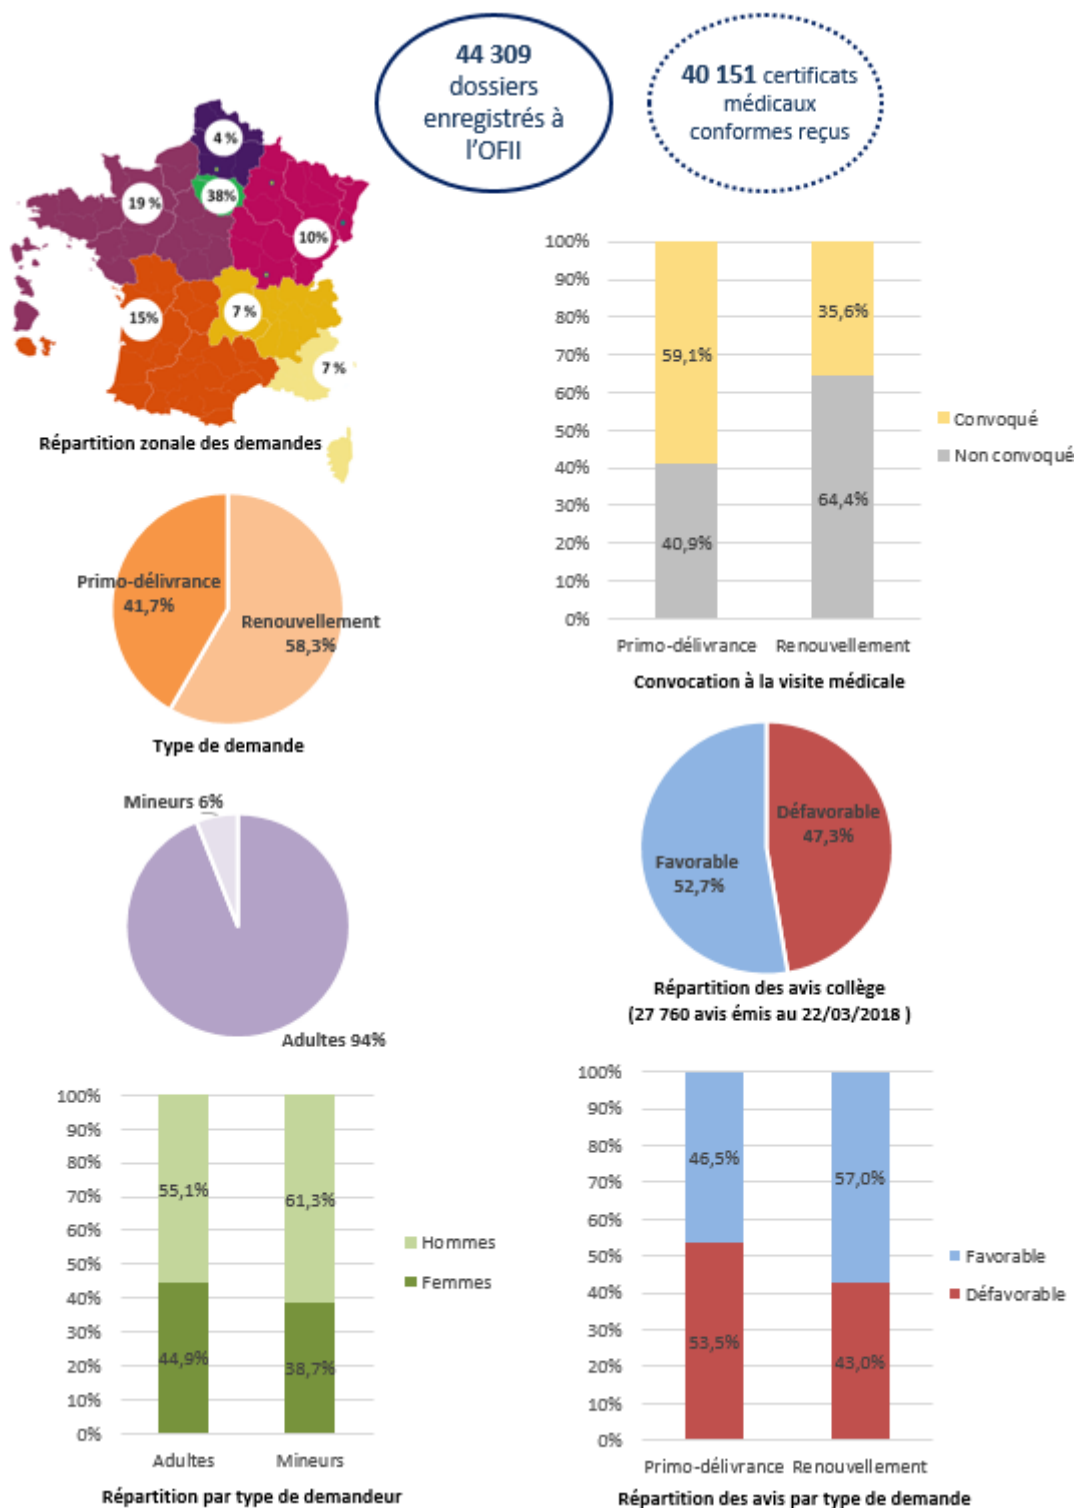 44 309
dossiers
enregistrés à
l'OFII
40 151 certificats
médicaux
conformes reçus
4 %
38%
19 %
10%
15%
7 %
7 %
Répartition zonale des demandes
100%
90%
80%
70%
60%
50%
40%
30%
20%
10%
0%
35,6%
59,1%
64,4%
40,9%
Convoqué
Non convoqué
Primo-délivrance
Renouvellement
Convocation à la visite médicale
Primo-délivrance
41,7%
Renouvellement
58,3%
Type de demande
Mineurs 6%
Adultes 94%
Défavorable
47,3%
Favorable
52,7%
Répartition des avis collège
(27 760 avis émis au 22/03/2018 )
100%
90%
80%
70%
60%
50%
40%
30%
20%
10%
0%
55,1%
61,3%
44,9%
38,7%
Hommes
Femmes
Adultes
Mineurs
Répartition par type de demandeur
100%
90%
80%
70%
60%
50%
40%
30%
20%
10%
0%
46,5%
57,0%
53,5%
43,0%
Favorable
Défavorable
Primo-délivrance
Renouvellement
Répartition des avis par type de demande